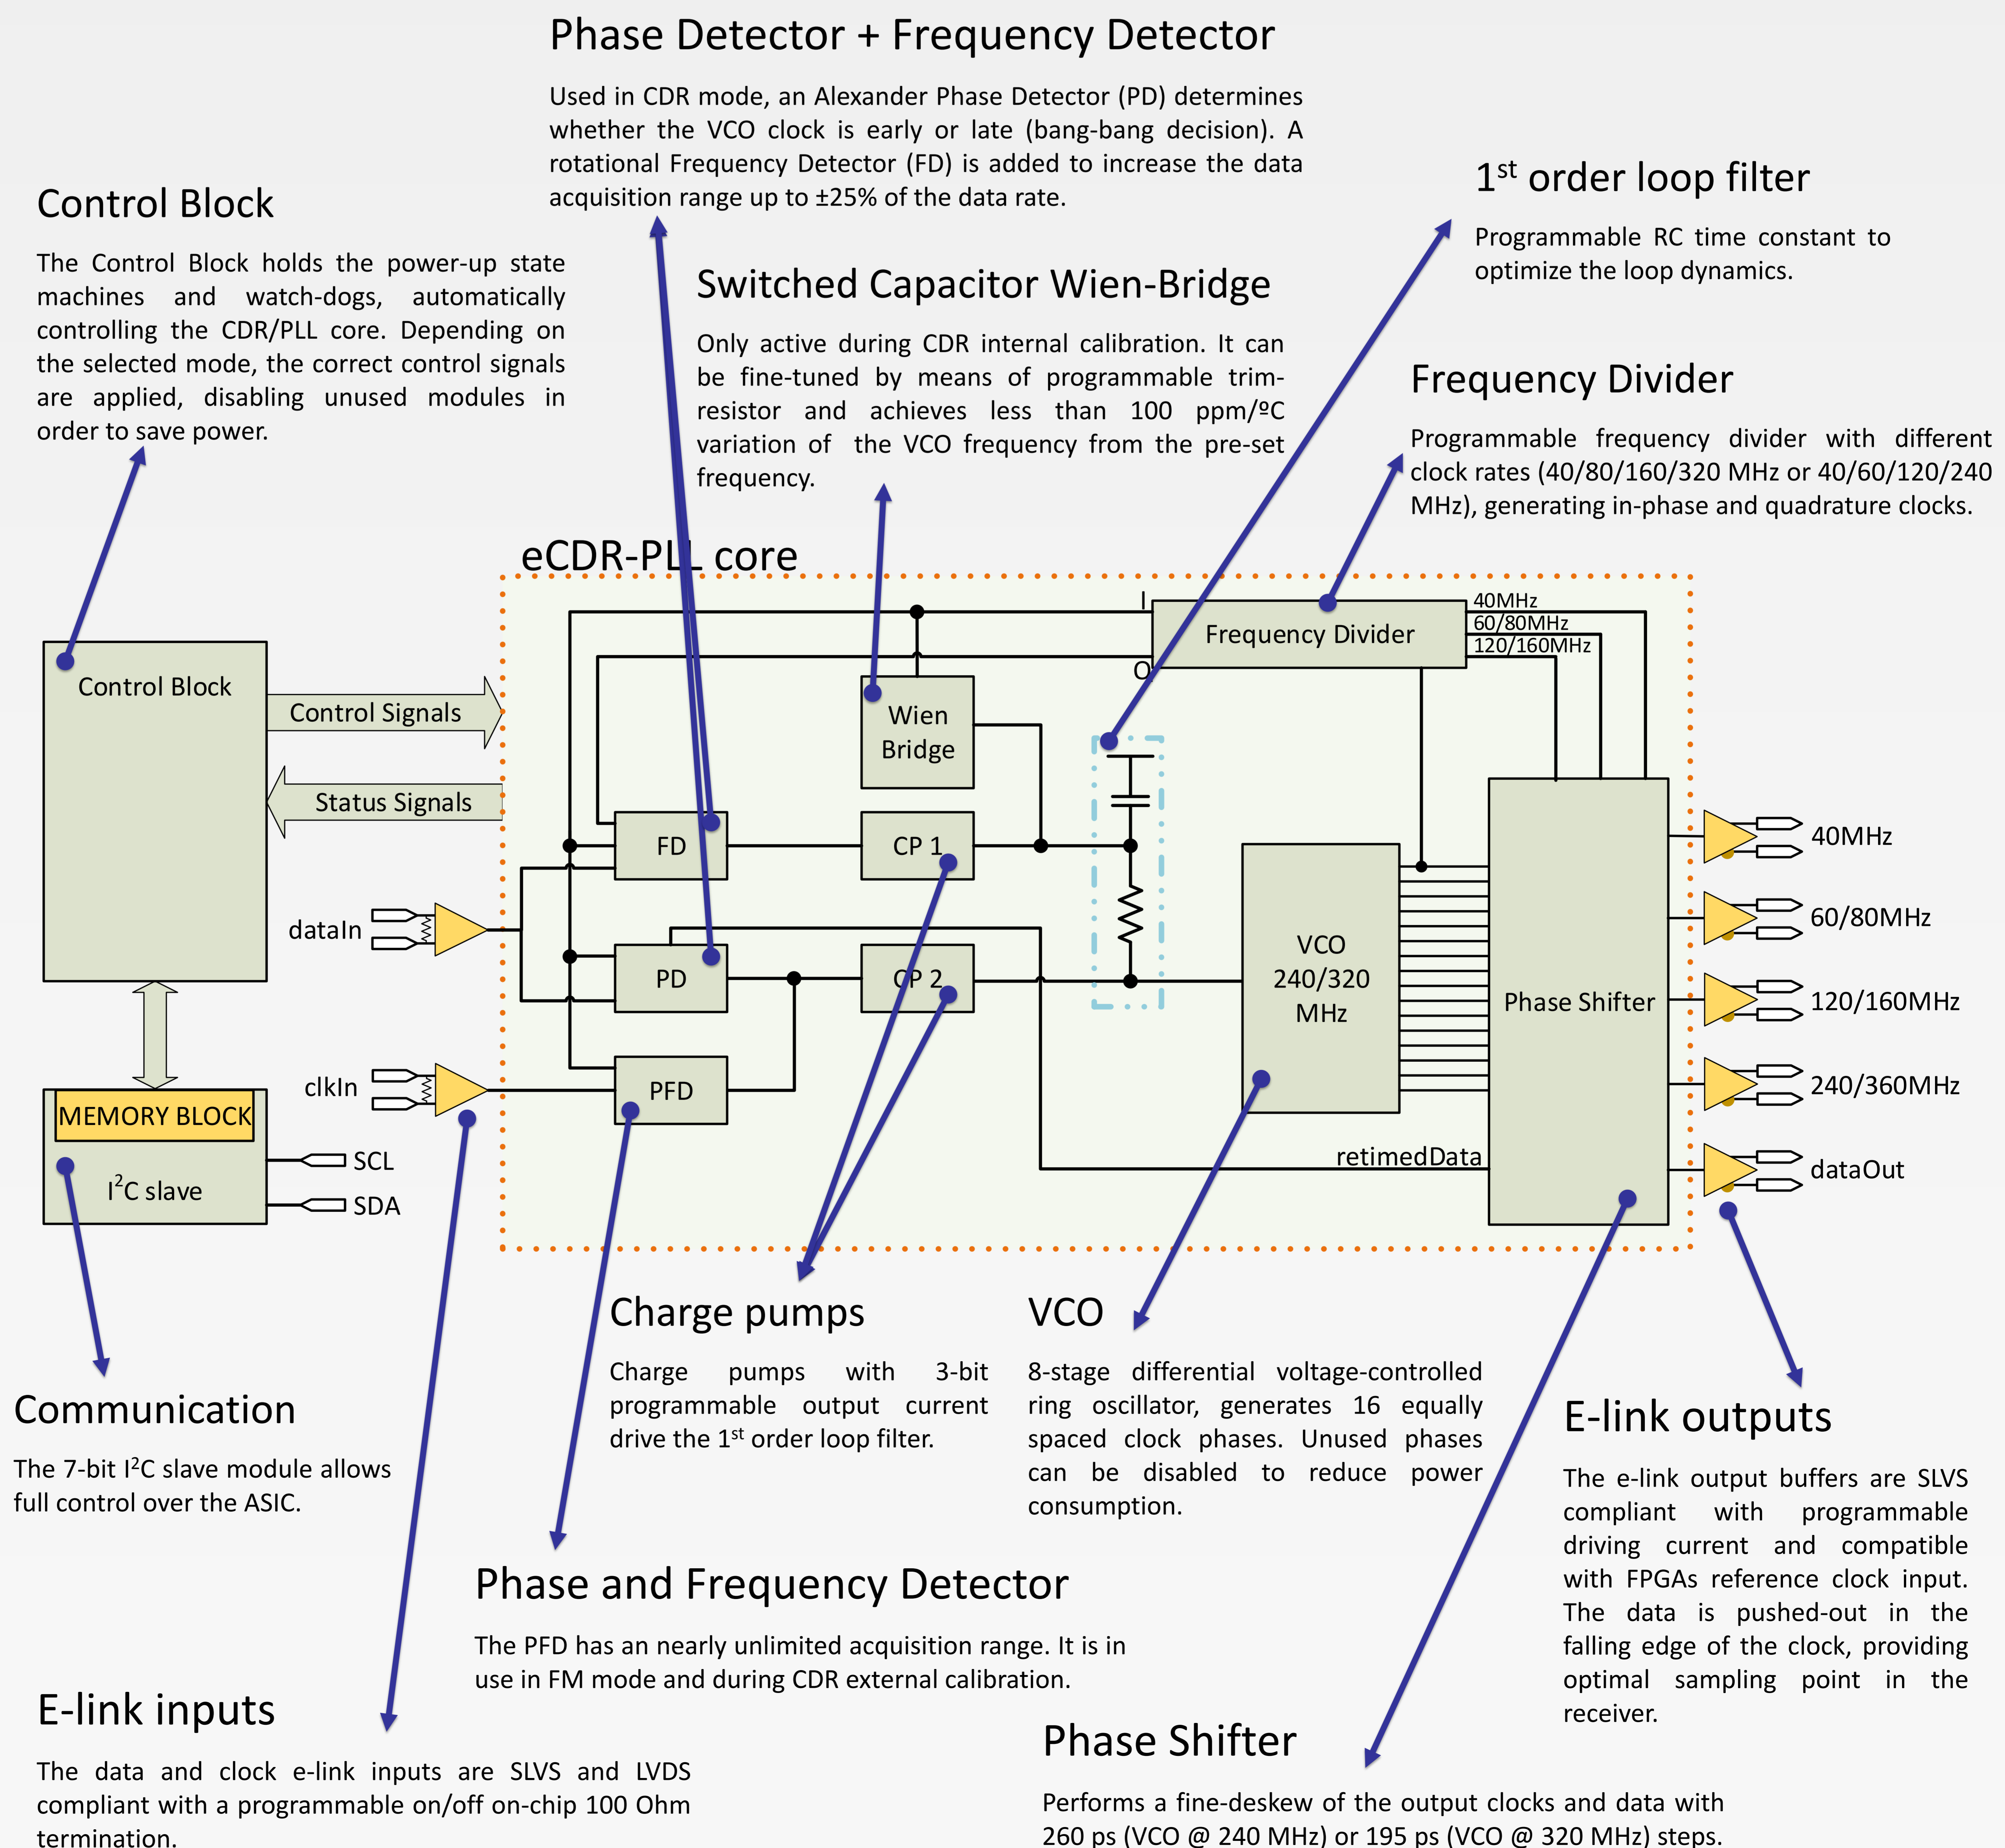 Phase Detector + Frequency Detector
Used in CDR mode, an Alexander Phase Detector (PD) determines
whether the VCO clock is early or late (bang-bang decision). A
rotational Frequency Detector (FD) is added to increase the data
acquisition range up to ±25% of the data rate.
Control Block
The Control Block holds the power-up state
machines and watch-dogs, automatically
controlling the CDR/PLL core. Depending on
the selected mode, the correct control signals
are applied, disabling unused modules in
order to save power.
Switched Capacitor Wien-Bridge
Only active during CDR internal calibration. It can
be fine-tuned by means of programmable trim-
resistor and achieves less than 100 ppm/ºC
variation of the VCO frequency from the pre-set
frequency.
1st order loop filter
Programmable RC time constant to
optimize the loop dynamics.
Frequency Divider
Programmable frequency divider with different
clock rates (40/80/160/320 MHz or 40/60/120/240
MHz), generating in-phase and quadrature clocks.
eCDR-PLL core
I
Q
Frequency Divider
40MHz
60/80MHz
120/160MHz
Control Block
Control Signals
Status Signals
Wien
Bridge
FD
CP 1
dataIn
PD
CP 2
VCO
240/320
MHz
Phase Shifter
clkIn
PFD
retimedData
MEMORY BLOCK
I2C slave
SCL
SDA
40MHz
60/80MHz
120/160MHz
240/360MHz
dataOut
Charge pumps
Charge pumps with 3-bit
programmable output current
drive the 1st order loop filter.
VCO
8-stage differential voltage-controlled
ring oscillator, generates 16 equally
spaced clock phases. Unused phases
can be disabled to reduce power
consumption.
Communication
The 7-bit I2C slave module allows
full control over the ASIC.
E-link outputs
The e-link output buffers are SLVS
compliant with programmable
driving current and compatible
with FPGAs reference clock input.
The data is pushed-out in the
falling edge of the clock, providing
optimal sampling point in the
receiver.
Phase and Frequency Detector
The PFD has an nearly unlimited acquisition range. It is in
use in FM mode and during CDR external calibration.
E-link inputs
The data and clock e-link inputs are SLVS and LVDS
compliant with a programmable on/off on-chip 100 Ohm
termination.
Phase Shifter
Performs a fine-deskew of the output clocks and data with
260 ps (VCO @ 240 MHz) or 195 ps (VCO @ 320 MHz) steps.